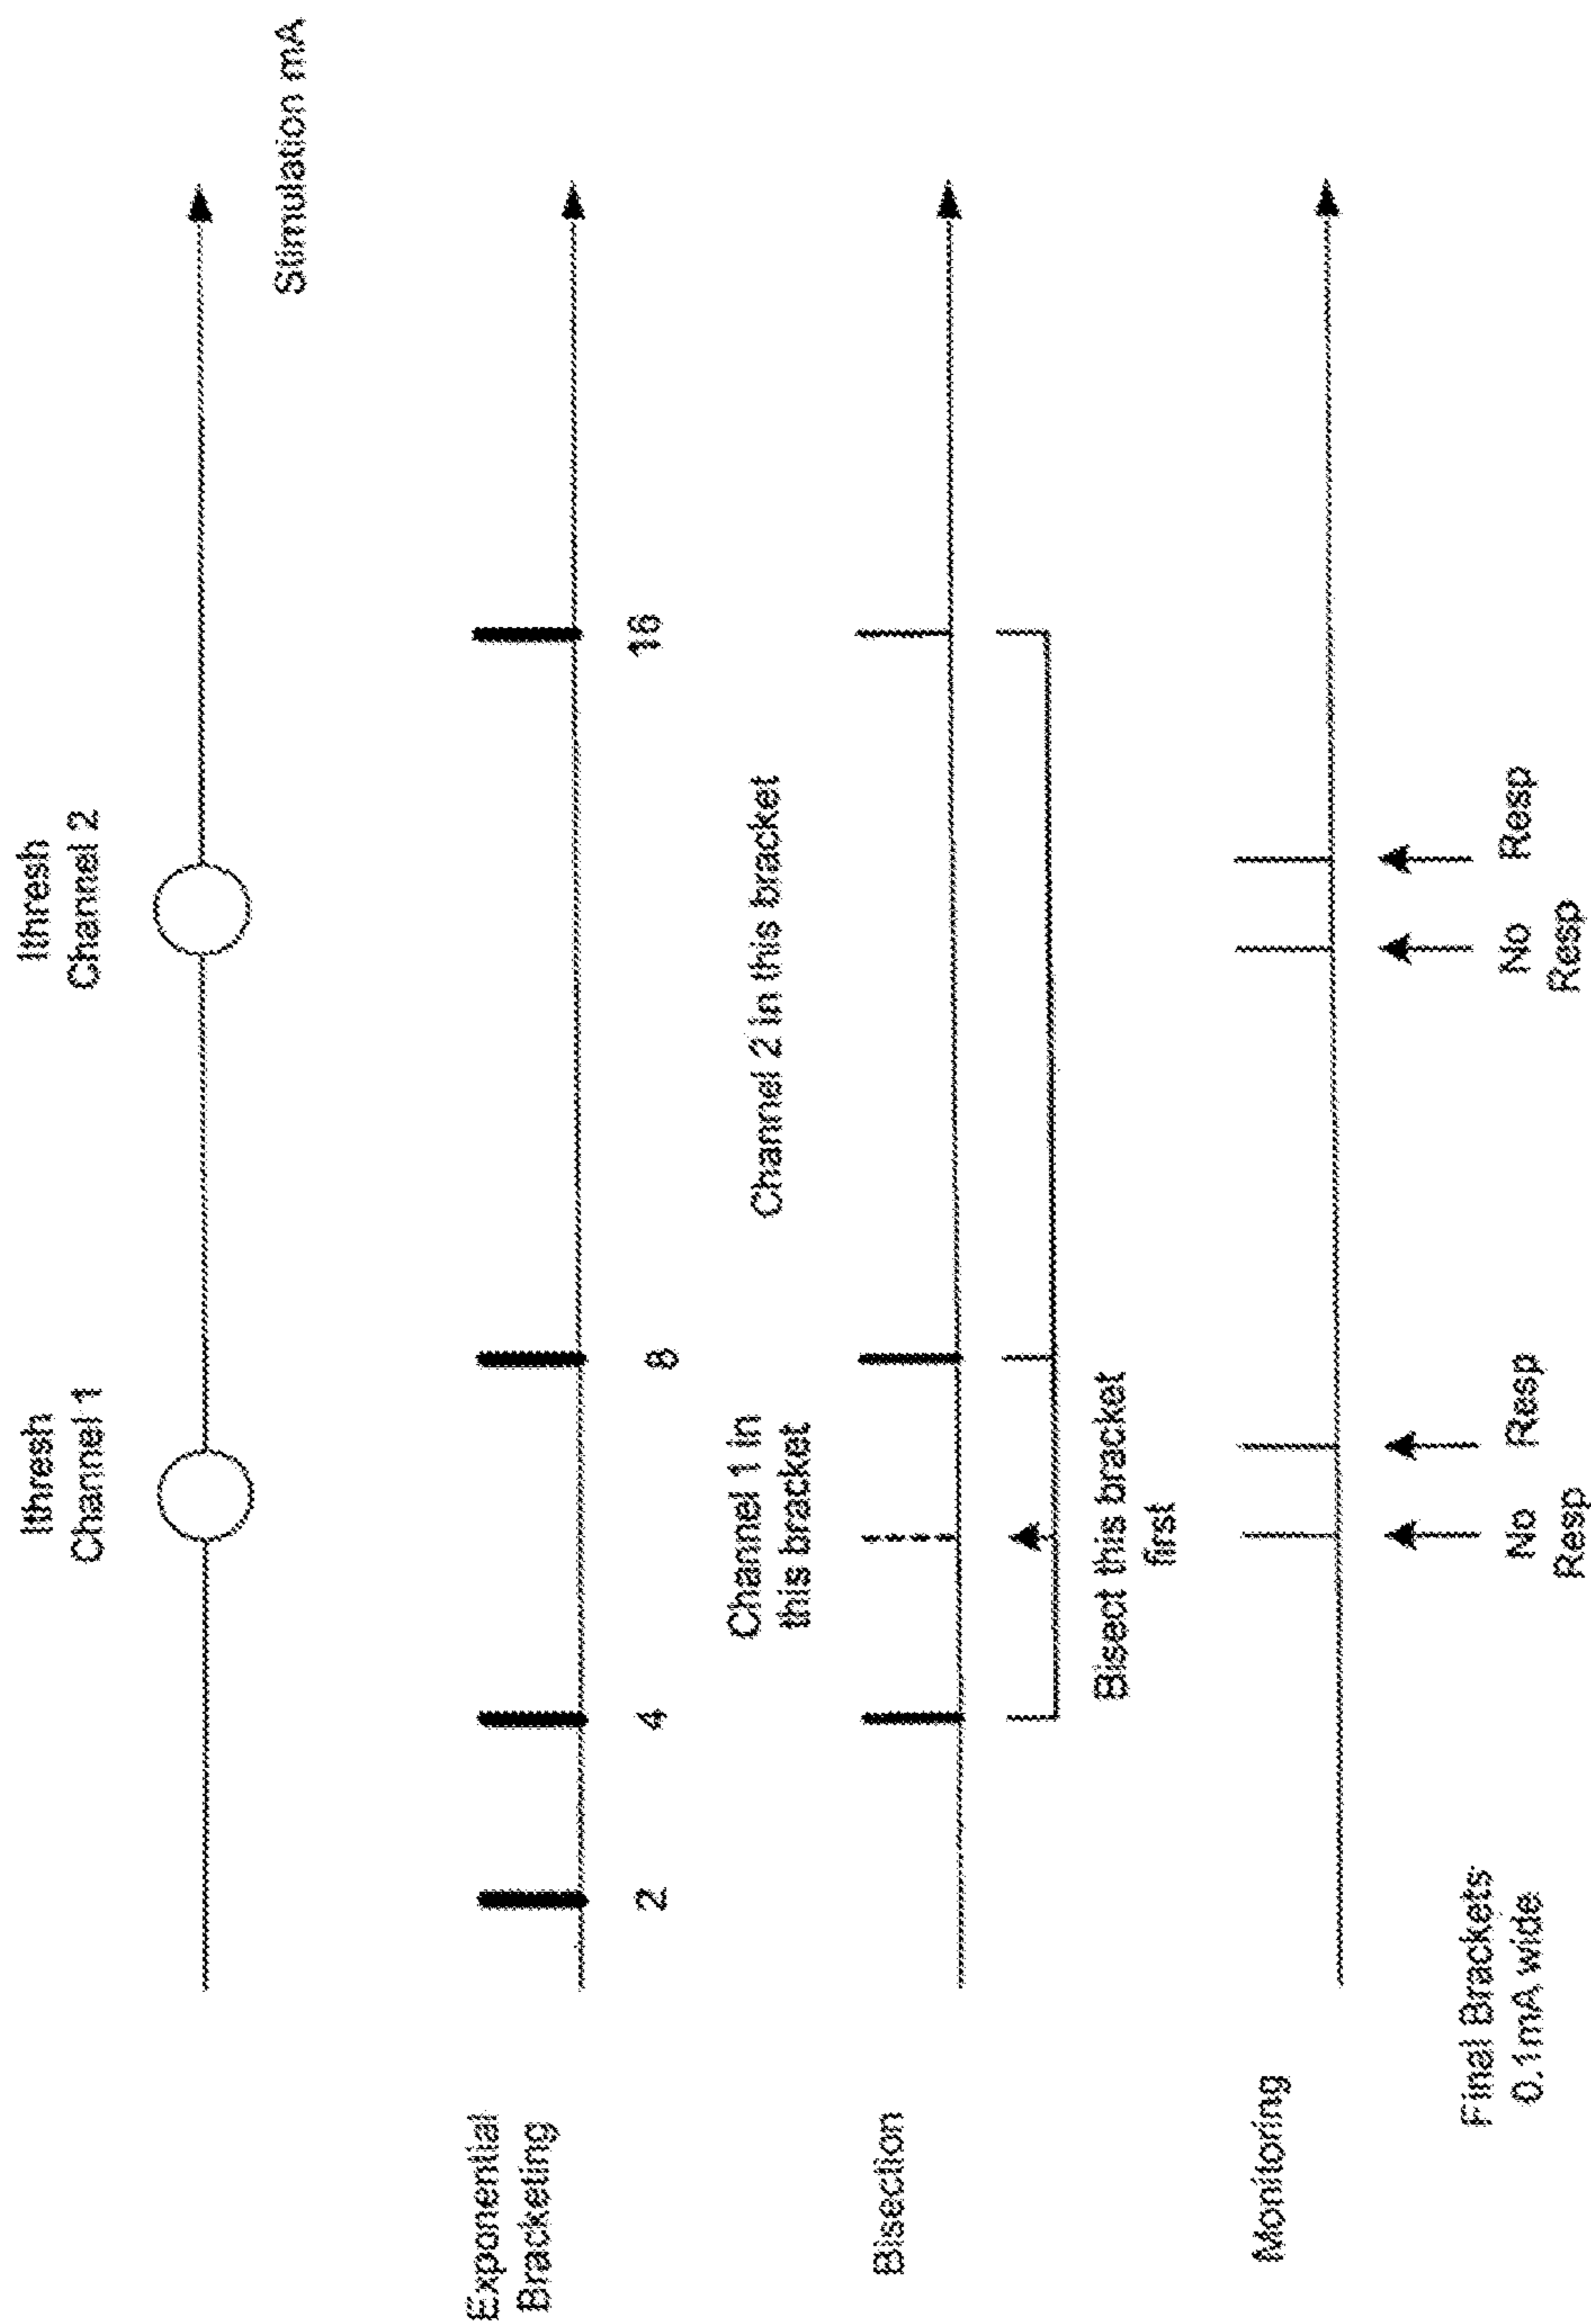 Ithresh
Channel 1
Ithresh
Channel 2
Stimulation mA
Exponential
Bracketing
2
4
8
16
Bisection
Channel 1 in
this bracket
Channel 2 in this bracket
Bisect this bracket
first
Monitoring
No
Resp
Resp
No
Resp
Resp
Final Brackets
0.1mA wide